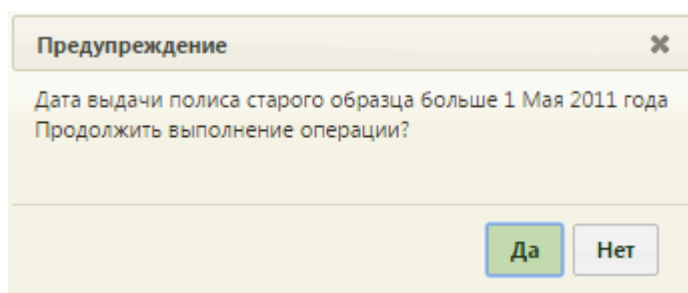 Предупреждение
Дата выдачи полиса старого образца больше 1 Мая 2011 года
Продолжить выполнение операции?
Да Нет